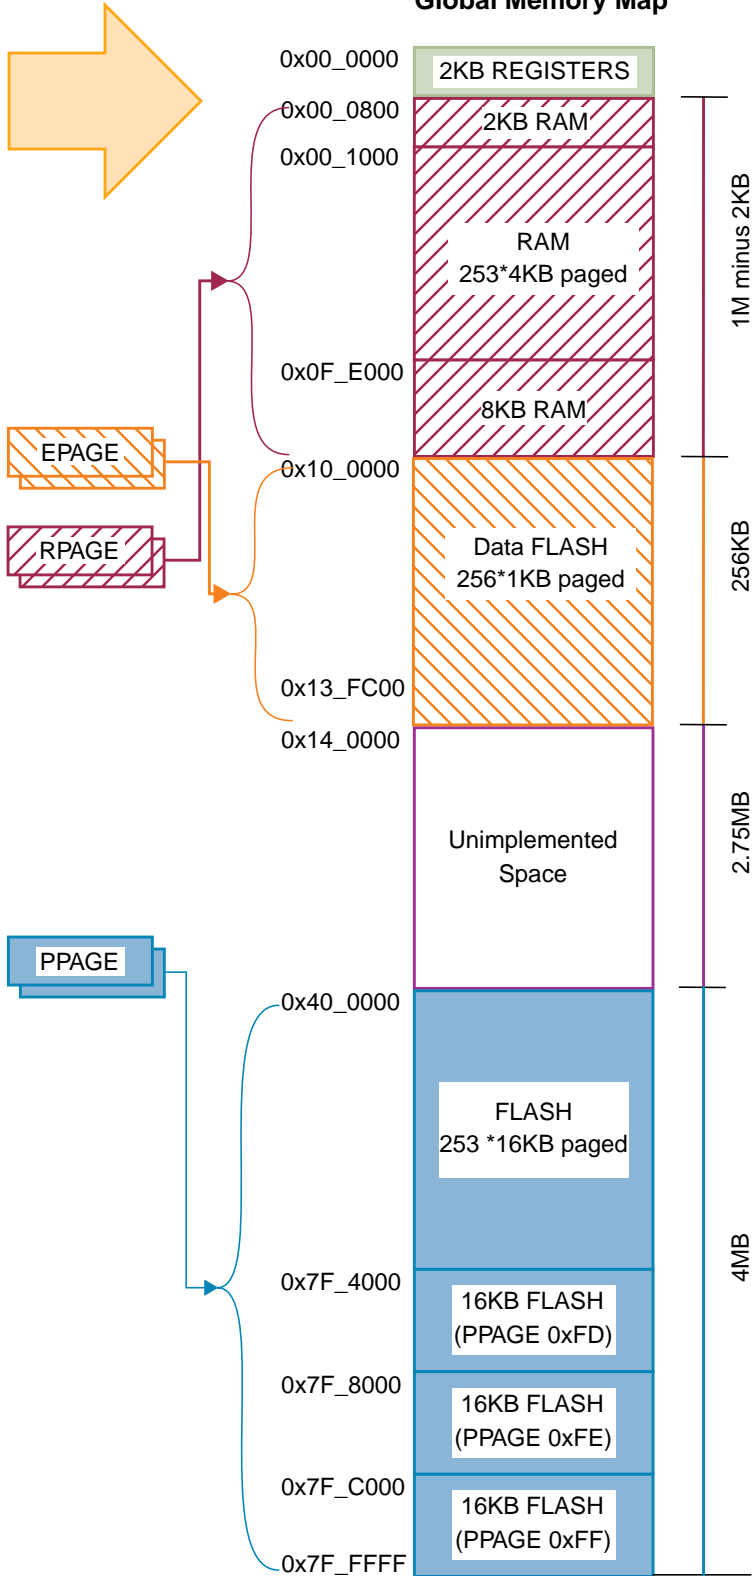 Global Memory Map
0x00_0000
2KB REGISTERS
0x00_0800
2KB RAM
0x00_1000
RAM
253*4KB paged
1M minus 2KB
0x0F_E000
8KB RAM
EPAGE
0x10_0000
RPAGE
Data FLASH
256*1KB paged
256KB
0x13_FC00
0x14_0000
Unimplemented
Space
2.75MB
PPAGE
0x40_0000
FLASH
253 *16KB paged
4MB
0x7F_4000
16KB FLASH
(PPAGE 0xFD)
0x7F_8000
16KB FLASH
(PPAGE 0xFE)
0x7F_C000
16KB FLASH
(PPAGE 0xFF)
0x7F_FFFF